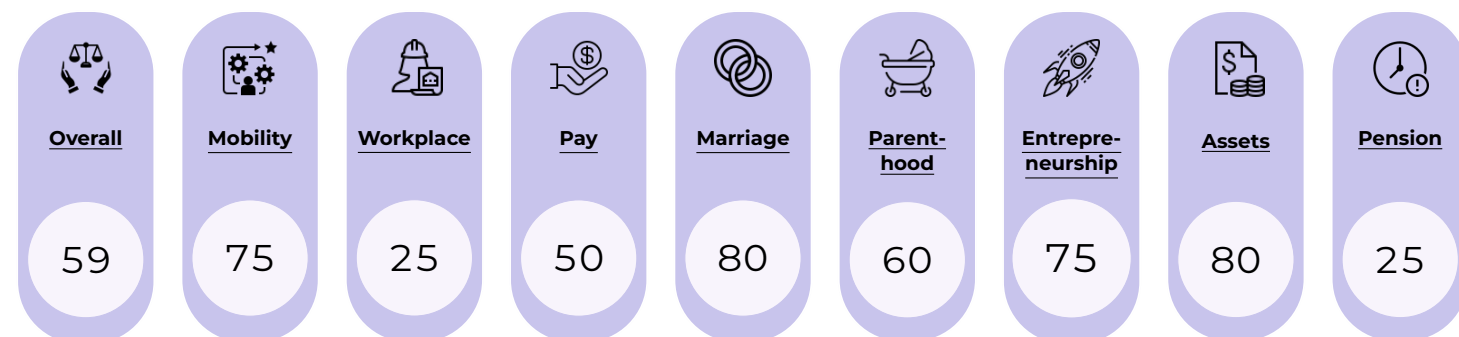 Overall
59
Mobility
75
Workplace
25
Pay
50
Marriage
80
Parent-
hood
60
Entrepre-
neurship
75
Assets
80
Pension
25